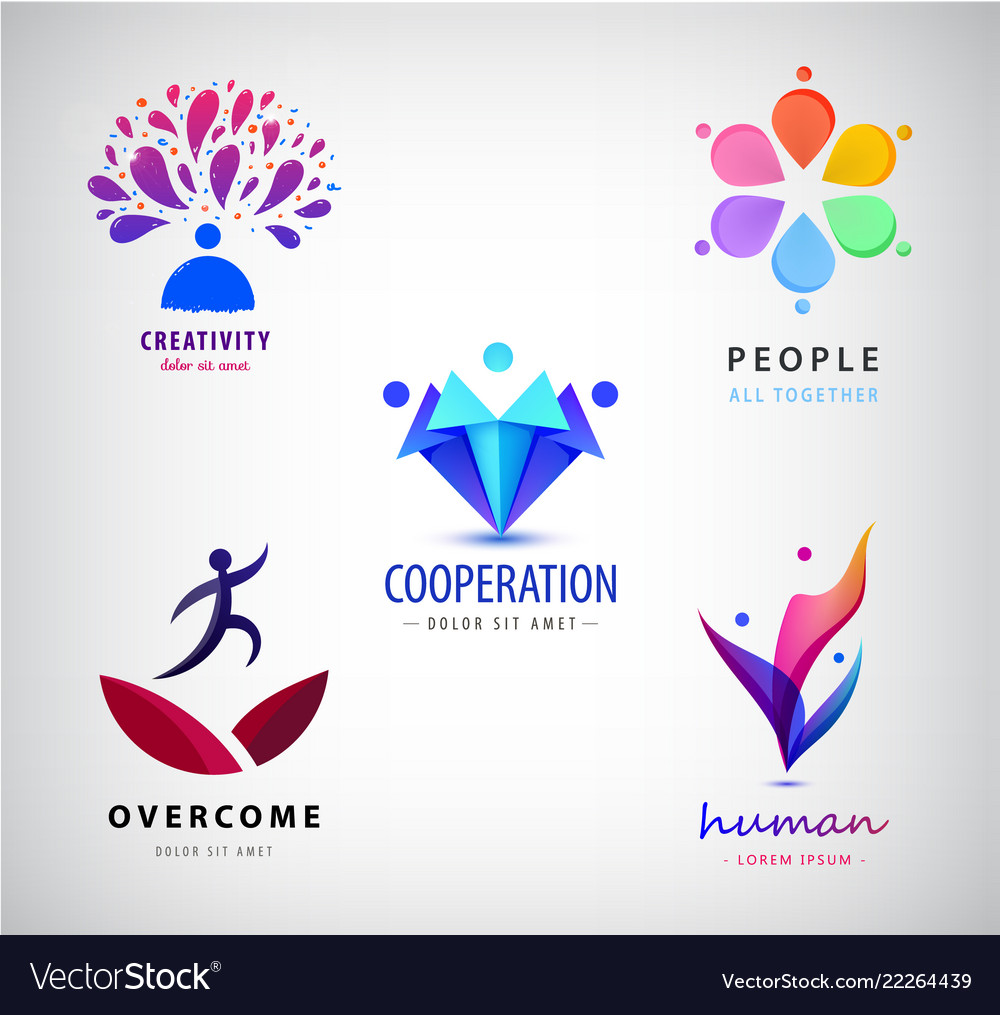 CREATIVITY
dolor sit amet
PEOPLE
ALL TOGETHER
COOPERATION
— DOLOR SIT AMET —
OVERCOME
DOLOR SIT AMET
human
- LOREM IPSUM -
VectorStock®
VectorStock.com/22264439